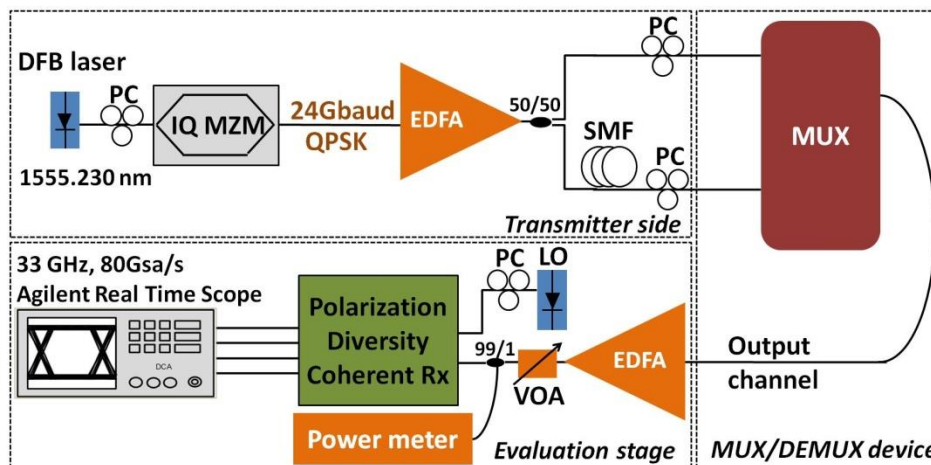 DFB laser
PC
IQ MZM
1555.230 nm
24Gbaud
QPSK
EDFA
50/50
PC
SMF
PC
Transmitter side
MUX
33 GHz, 80Gsa/s
Agilent Real Time Scope
DCA
Polarization
Diversity
Coherent Rx
PC
LO
99/1
VOA
EDFA
Power meter
Evaluation stage
Output
channel
MUX/DEMUX device